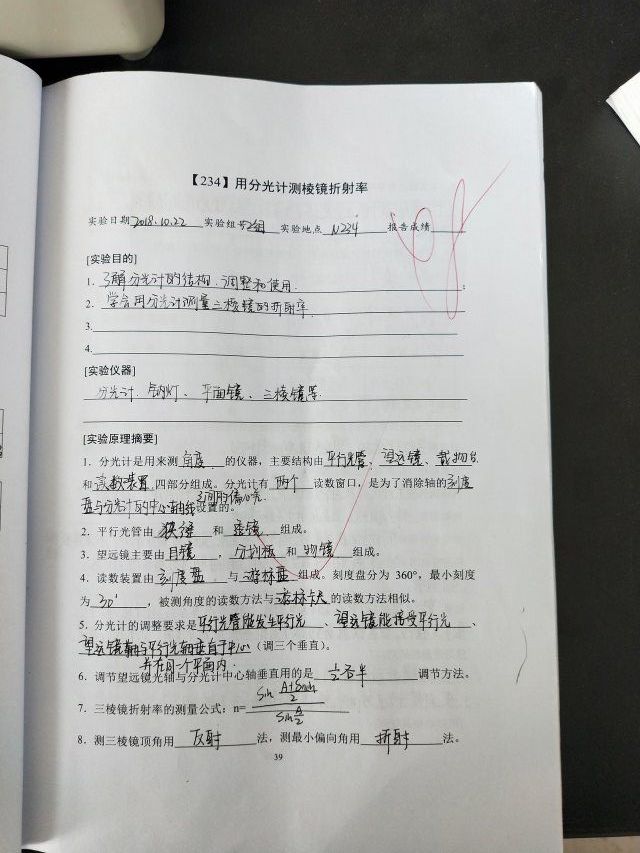 【234】用分光计测棱镜折射率
实验日期2018.10.22 实验组 实验地点 N234 报告成绩
98
[实验目的]
1. 了解分光计的结构、调整和使用 ;
2. 学会用分光计测量三棱镜的折射率
3.
4.
[实验仪器]
分光计、钠灯、平面镜、三棱镜等.
[实验原理摘要]
1. 分光计是用来测 角度 的仪器，主要结构由 平行光管、望远镜、载物台
和 读数装置 四部分组成。分光计有 两个 读数窗口，是为了消除轴的刻度
盘与分光计的中心轴线之间的偏心 设置的。
2. 平行光管由 狭缝 和 透镜 组成。
3. 望远镜主要由 目镜 ， 分划板 和 物镜 组成。
4. 读数装置由 刻度盘 与 游标盘 组成。刻度盘分为 360°，最小刻度
为 30′ ，被测角度的读数方法与 游标卡尺 的读数方法相似。
5. 分光计的调整要求是 平行光管能发生平行光 、 望远镜能接受平行光 、
望远镜轴与平行光轴垂直于中心（调三个垂直）。
并在同一个平面内.
6. 调节望远镜光轴与分光计中心轴垂直用的是 各半 调节方法。
7. 三棱镜折射率的测量公式：n= sin A+δmin/2 / sin A/2
8. 测三棱镜顶角用 反射 法，测最小偏向角用 折射 法。
39